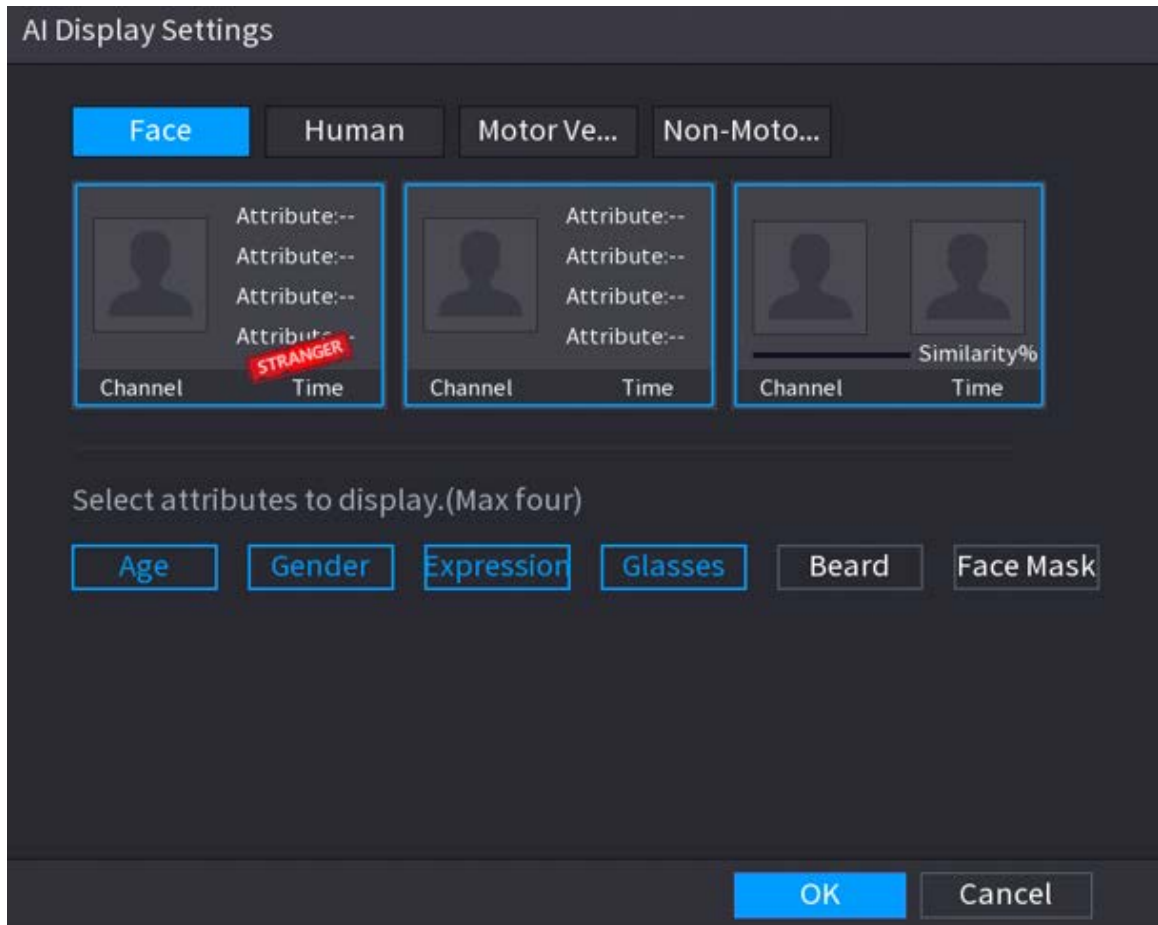 AI Display Settings
Face Human Motor Ve... Non-Moto...
Attribute:-- Attribute:--
Attribute:-- Attribute:--
Attribute:-- Attribute:--
Attribute:-- Attribute:--
STRANGER Similarity%
Channel Time Channel Time Channel Time
Select attributes to display.(Max four)
Age Gender Expression Glasses Beard Face Mask
OK Cancel